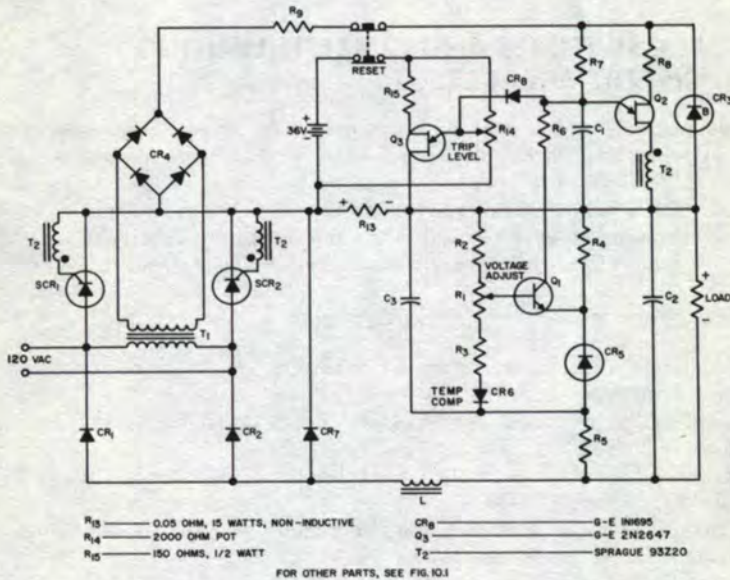 R9
RESET
R7
R8
CR8
Q2
CR3
B
R15
36V
+
-
Q3
TRIP LEVEL
R14
R6
C1
T2
CR4
+ R13 -
T2
T2
SCR1
SCR2
R2
R4
VOLTAGE ADJUST
Q1
R1
C3
C2
+
LOAD
-
T1
120 VAC
R3
CR5
TEMP COMP
CR6
CR1
CR2
CR7
R5
L
R13 0.05 OHM, 15 WATTS, NON-INDUCTIVE
R14 2000 OHM POT
R15 150 OHMS, 1/2 WATT
CR8 G-E 1N1695
Q3 G-E 2N2647
T2 SPRAGUE 93Z20
FOR OTHER PARTS, SEE FIG. 10.1